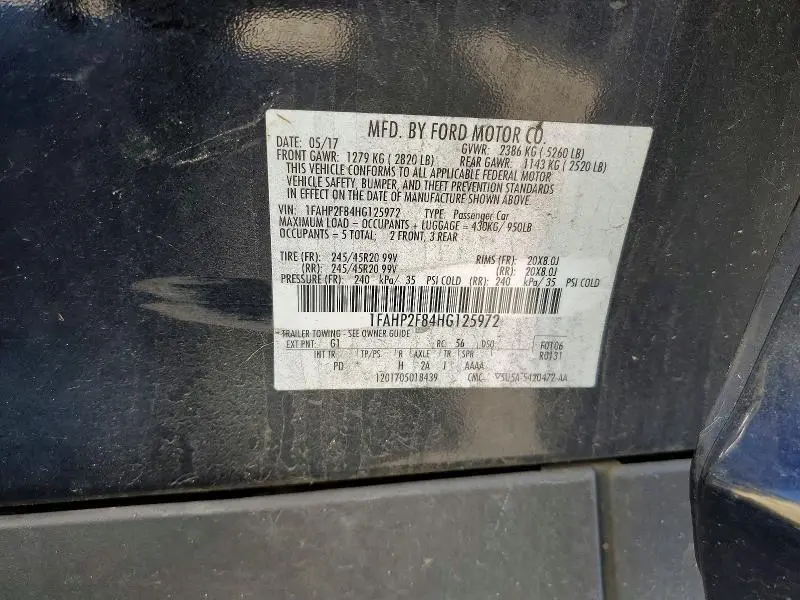 MFD. BY FORD MOTOR CO.
DATE: 05/17 GVWR: 2386 KG ( 5260 LB)
FRONT GAWR: 1279 KG ( 2820 LB) REAR GAWR: 1143 KG ( 2520 LB)
THIS VEHICLE CONFORMS TO ALL APPLICABLE FEDERAL MOTOR
VEHICLE SAFETY, BUMPER, AND THEFT PREVENTION STANDARDS
IN EFFECT ON THE DATE OF MANUFACTURE SHOWN ABOVE.
VIN: 1FAHP2F84HG125972 TYPE: Passenger Car
MAXIMUM LOAD - OCCUPANTS + LUGGAGE = 430KG/ 950LB
OCCUPANTS = 5 TOTAL: 2 FRONT, 3 REAR
TIRE (FR): 245/45R20 99V RIMS (FR): 20X8.0J
(RR): 245/45R20 99V (RR): 20X8.0J
PRESSURE (FR): 240 kPa/ 35 PSI COLD (RR): 240 kPa/ 35 PSI COLD
1FAHP2F84HG125972
TRAILER TOWING - SEE OWNER GUIDE
EXT PNT: G1 RC: 56 DSO: F0106
INT TR TP/PS R AXLE TR SPR R0131
PD H 2A J AAAA
1201705018439 CMC